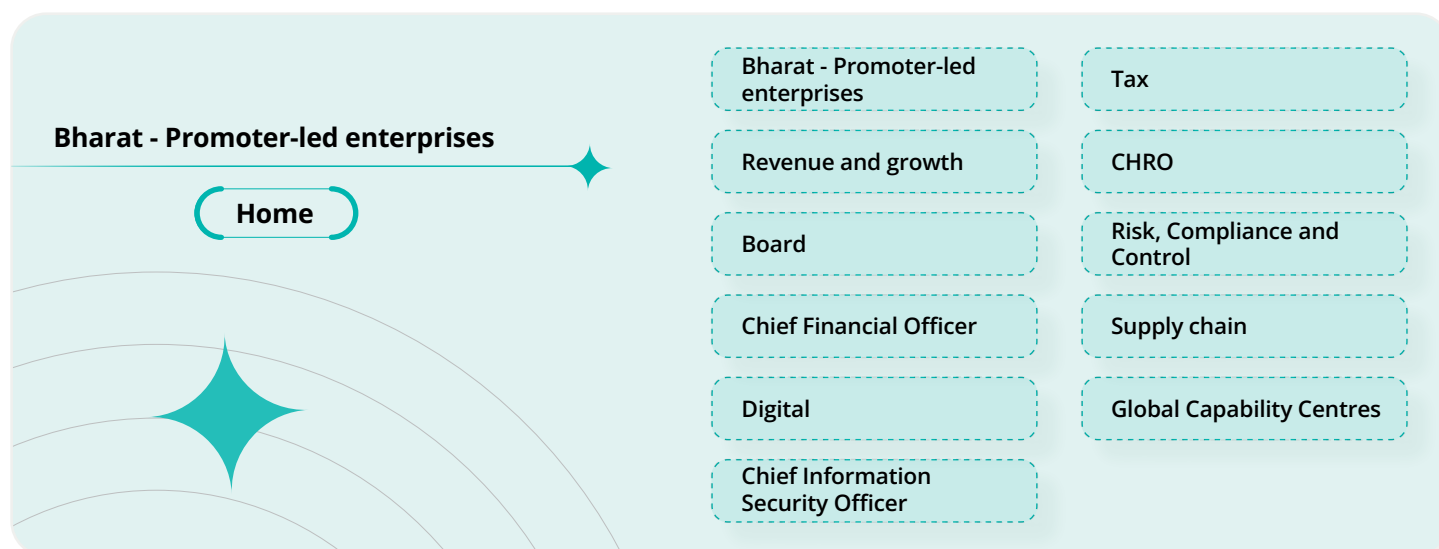 Bharat - Promoter-led enterprises
Home
Bharat - Promoter-led
enterprises
Revenue and growth
Board
Chief Financial Officer
Digital
Chief Information
Security Officer
Tax
CHRO
Risk, Compliance and
Control
Supply chain
Global Capability Centres